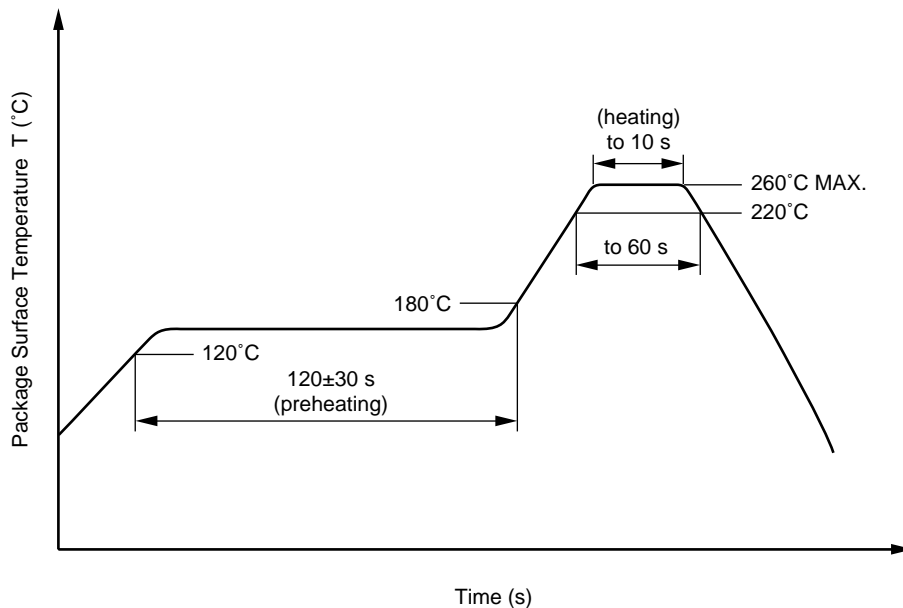 Package Surface Temperature T (˚C)
(heating)
to 10 s
260˚C MAX.
220˚C
to 60 s
180˚C
120˚C
120±30 s
(preheating)
Time (s)